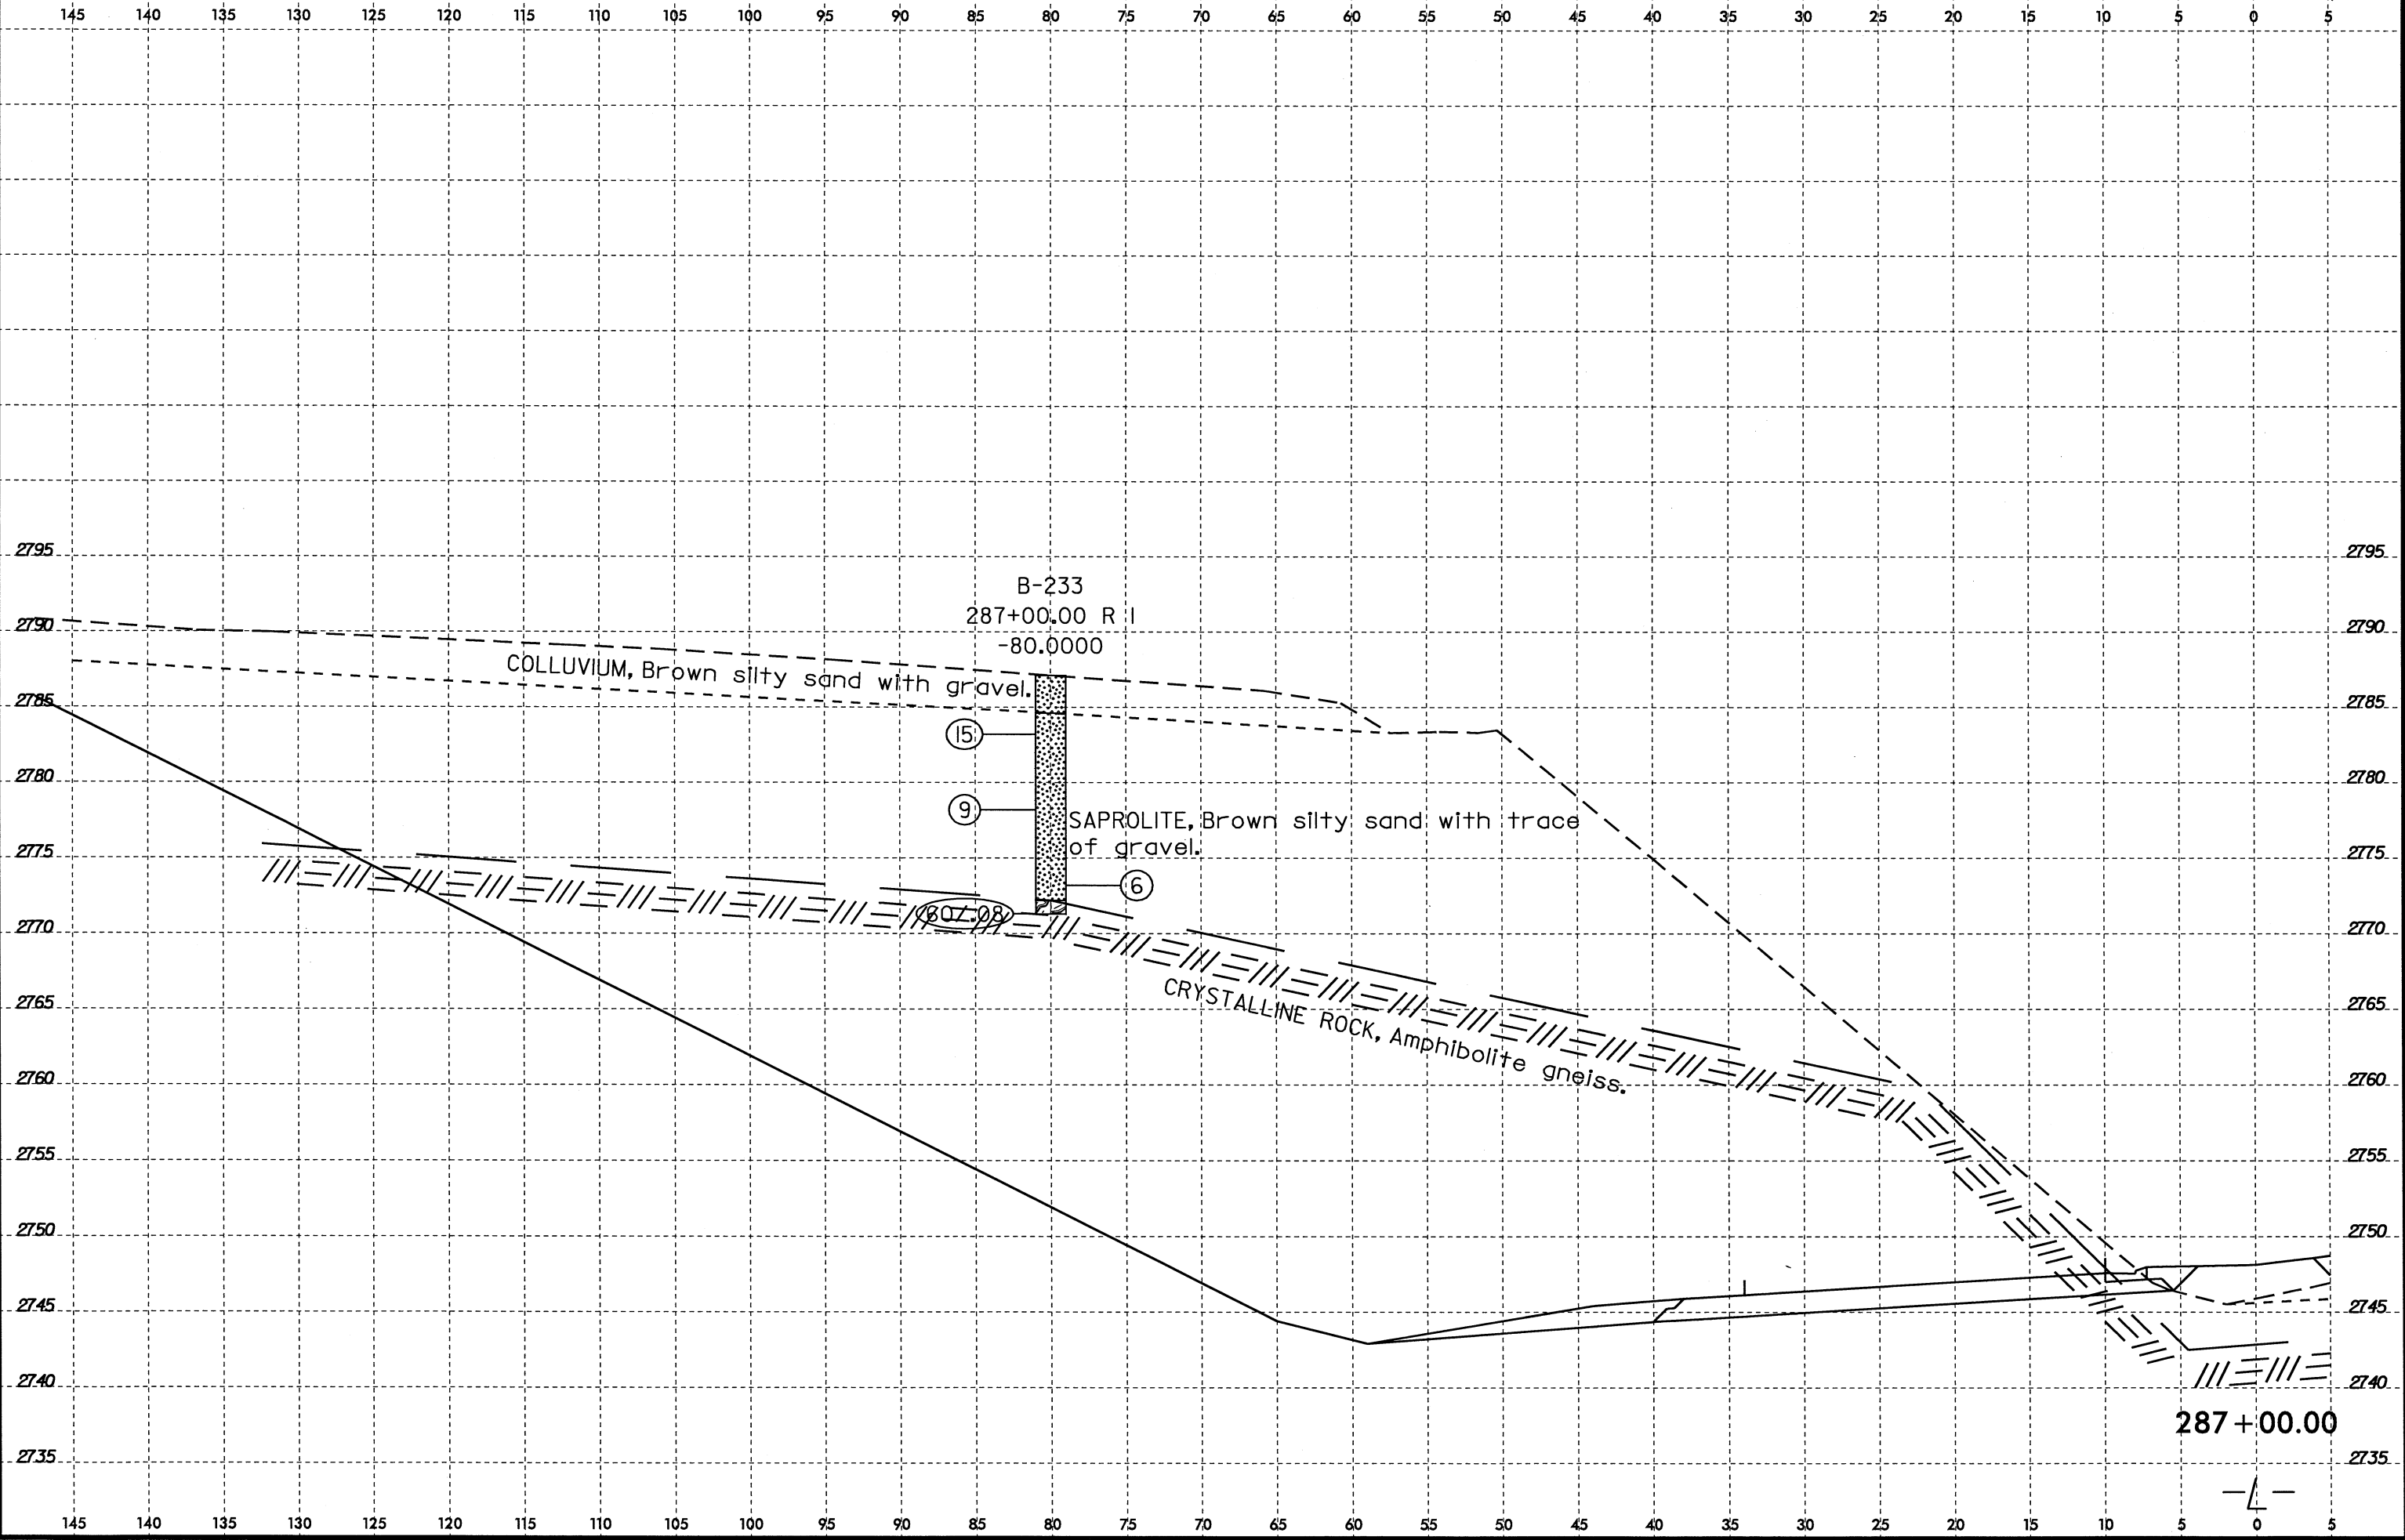 145 140 135 130 125 120 115 110 105 100 95 90 85 80 75 70 65 60 55 50 45 40 35 30 25 20 15 10 5 0 5
2795 2795
B-233
287+00.00 R I
2790 2790
-80.0000
COLLUVIUM, Brown silty sand with gravel.
2785 2785
15
2780 2780
9
SAPROLITE, Brown silty sand with trace
of gravel.
2775 2775
6
60/.08
2770 2770
CRYSTALLINE ROCK, Amphibolite gneiss.
2765 2765
2760 2760
2755 2755
2750 2750
2745 2745
2740 2740
287+00.00
2735 2735
-L-
145 140 135 130 125 120 115 110 105 100 95 90 85 80 75 70 65 60 55 50 45 40 35 30 25 20 15 10 5 0 5